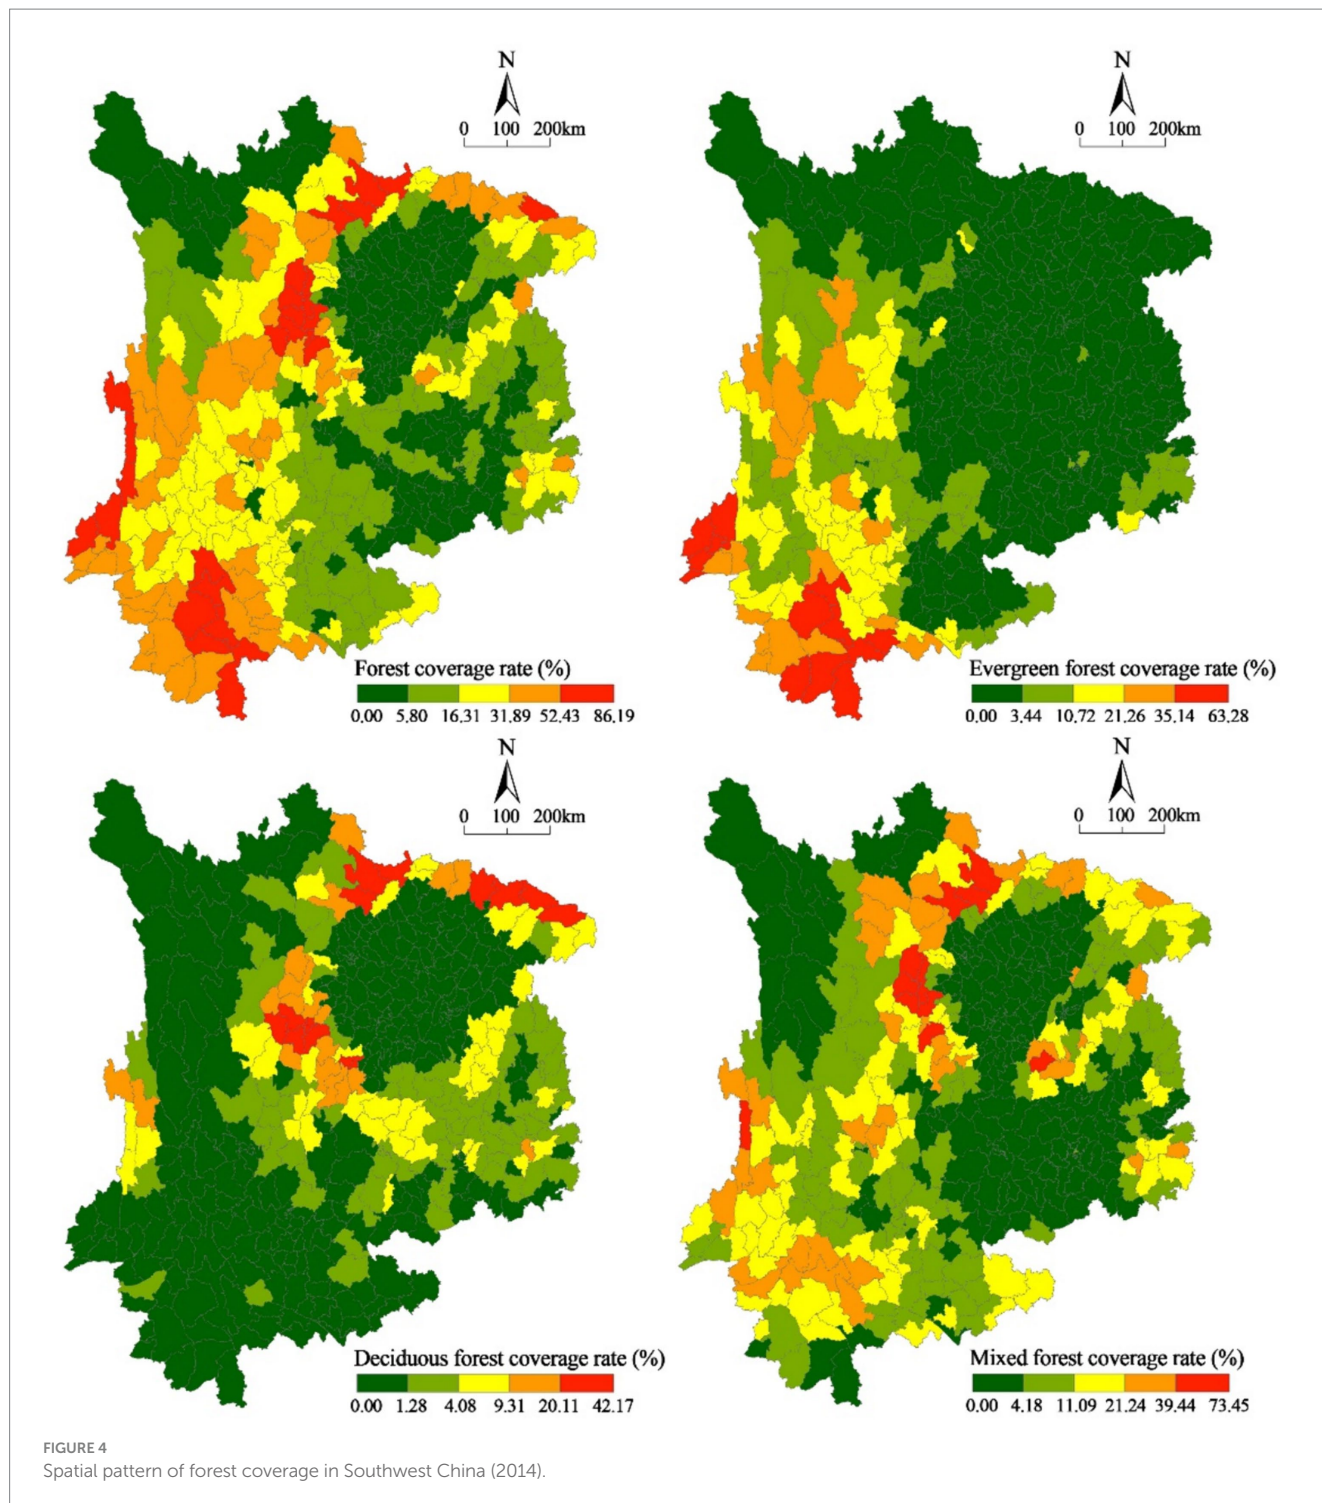 N
0 100 200km
N
0 100 200km
Forest coverage rate (%)
0.00 5.80 16.31 31.89 52.43 86.19
Evergreen forest coverage rate (%)
0.00 3.44 10.72 21.26 35.14 63.28
N
0 100 200km
N
0 100 200km
Deciduous forest coverage rate (%)
0.00 1.28 4.08 9.31 20.11 42.17
Mixed forest coverage rate (%)
0.00 4.18 11.09 21.24 39.44 73.45
FIGURE 4
Spatial pattern of forest coverage in Southwest China (2014).